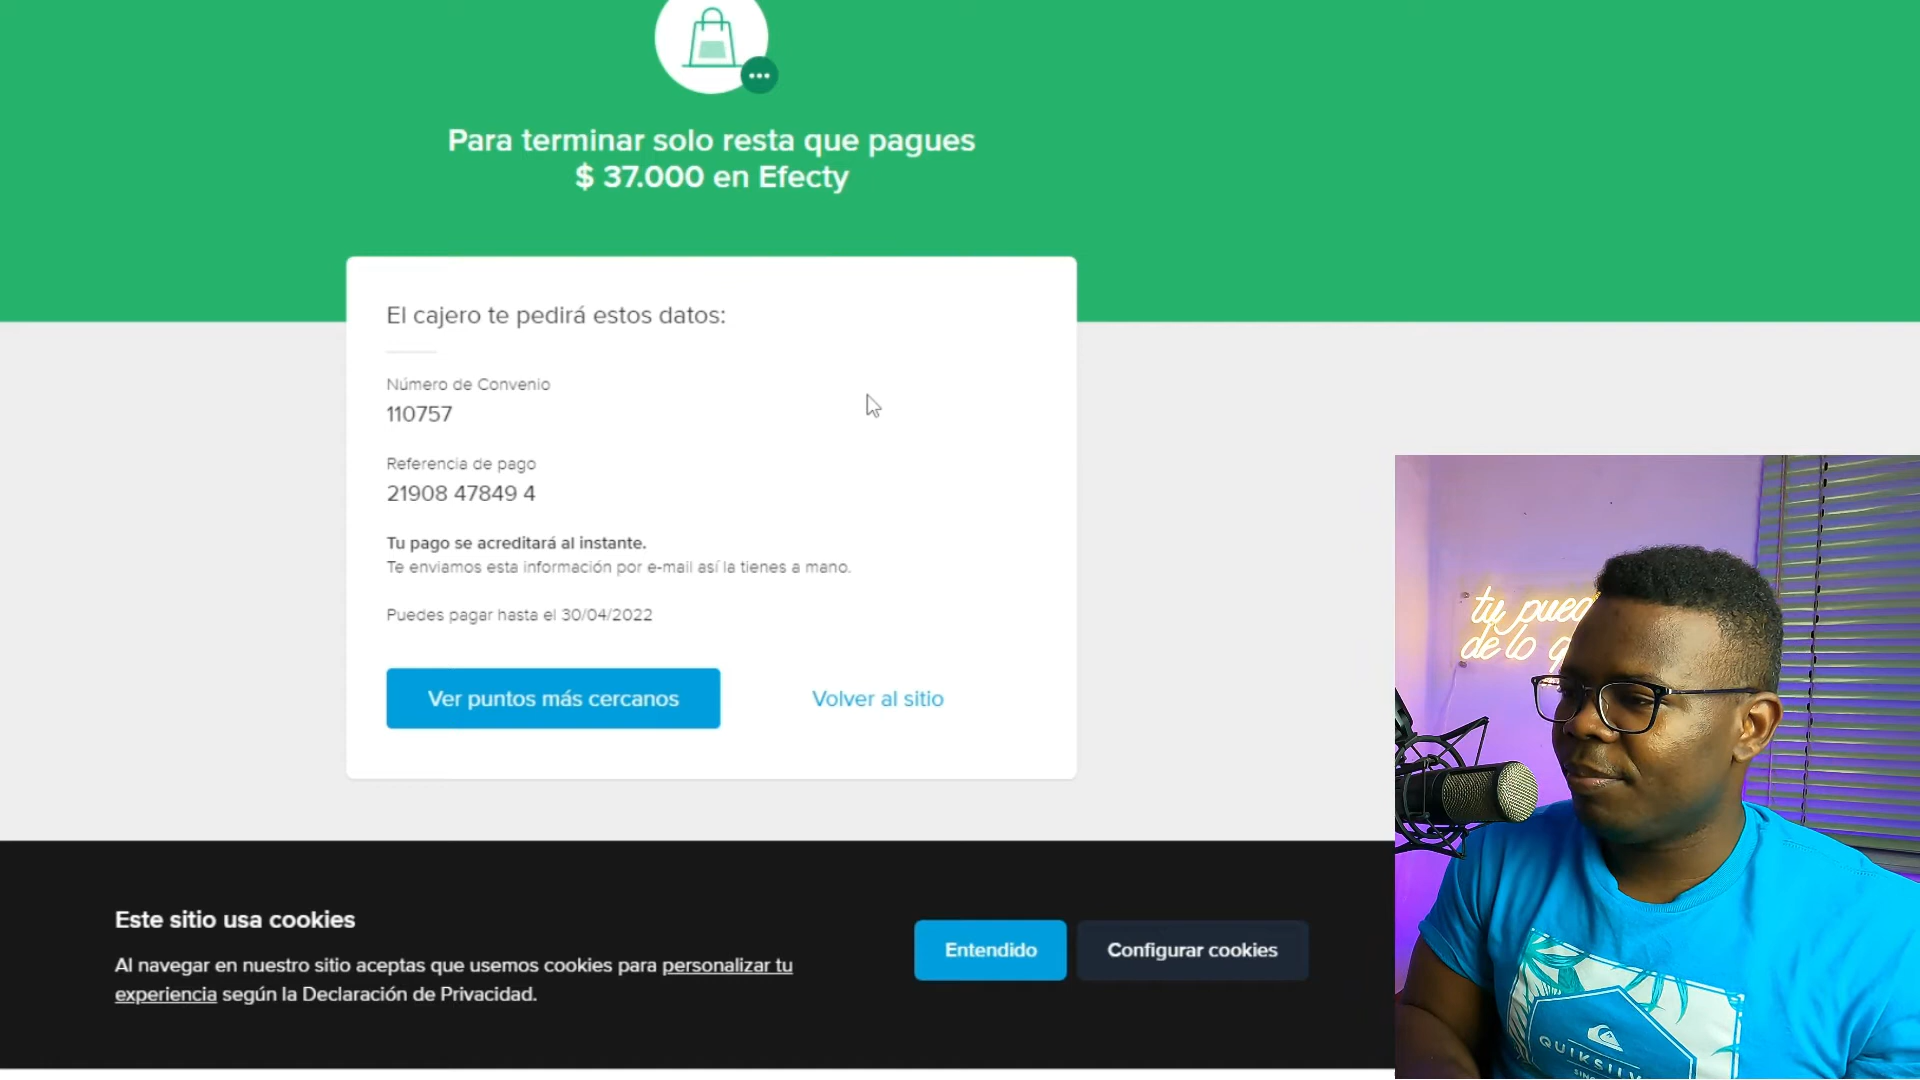 Para terminar solo resta que pagues
$ 37.000 en Efecty
El cajero te pedirá estos datos:
Número de Convenio
110757
Referencia de pago
21908 47849 4
Tu pago se acreditará al instante.
Te enviamos esta información por e-mail así la tienes a mano.
Puedes pagar hasta el 30/04/2022
Ver puntos más cercanos
Volver al sitio
Este sitio usa cookies
Al navegar en nuestro sitio aceptas que usemos cookies para personalizar tu
experiencia según la Declaración de Privacidad.
Entendido
Configurar cookies
tu
de lo
QUIKSILV